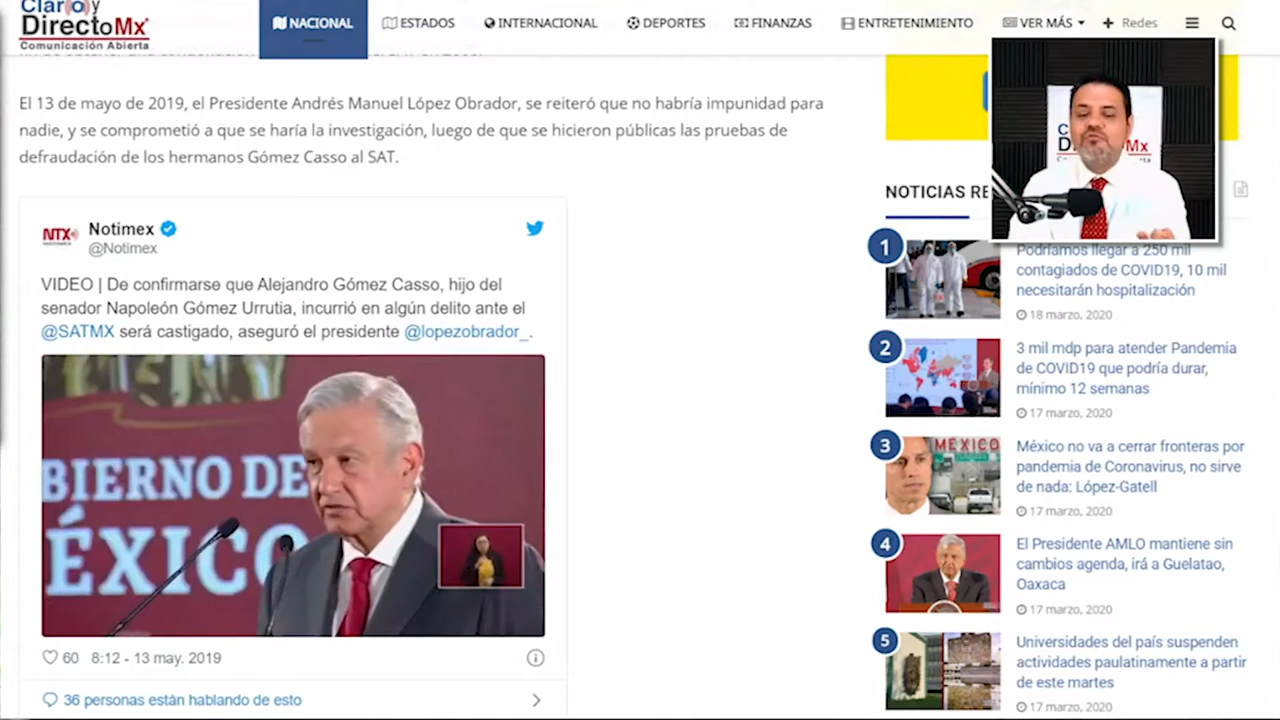 Claro y
DirectoMx
Comunicación Abierta
NACIONAL
ESTADOS
INTERNACIONAL
DEPORTES
FINANZAS
ENTRETENIMIENTO
VER MÁS
Redes
El 13 de mayo de 2019, el Presidente Andrés Manuel López Obrador, se reiteró que no habría impunidad para
nadie, y se comprometió a que se haría la investigación, luego de que se hicieron públicas las pruebas de
defraudación de los hermanos Gómez Casso al SAT.
NTX
Notimex
@Notimex
VIDEO | De confirmarse que Alejandro Gómez Casso, hijo del
senador Napoleón Gómez Urrutia, incurrió en algún delito ante el
@SATMX será castigado, aseguró el presidente @lopezobrador_.
BIERNO DE
ÉXICO
60 8:12 - 13 may. 2019
36 personas están hablando de esto
NOTICIAS RE
1
Podríamos llegar a 250 mil
contagiados de COVID19, 10 mil
necesitarán hospitalización
18 marzo, 2020
2
3 mil mdp para atender Pandemia
de COVID19 que podría durar,
mínimo 12 semanas
17 marzo, 2020
3
MÉXICO
México no va a cerrar fronteras por
pandemia de Coronavirus, no sirve
de nada: López-Gatell
17 marzo, 2020
4
El Presidente AMLO mantiene sin
cambios agenda, irá a Guelatao,
Oaxaca
17 marzo, 2020
5
Universidades del país suspenden
actividades paulatinamente a partir
de este martes
17 marzo, 2020